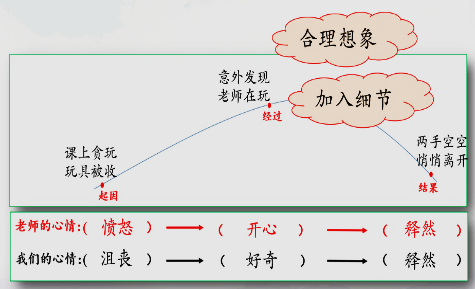 合理想象
意外发现
老师在玩
加入细节
经过
课上贪玩
玩具被收
起因
两手空空
悄悄离开
结果
老师的心情:( 愤怒 ) ( 开心 ) ( 释然 )
我们的心情:( 沮丧 ) ( 好奇 ) ( 释然 )